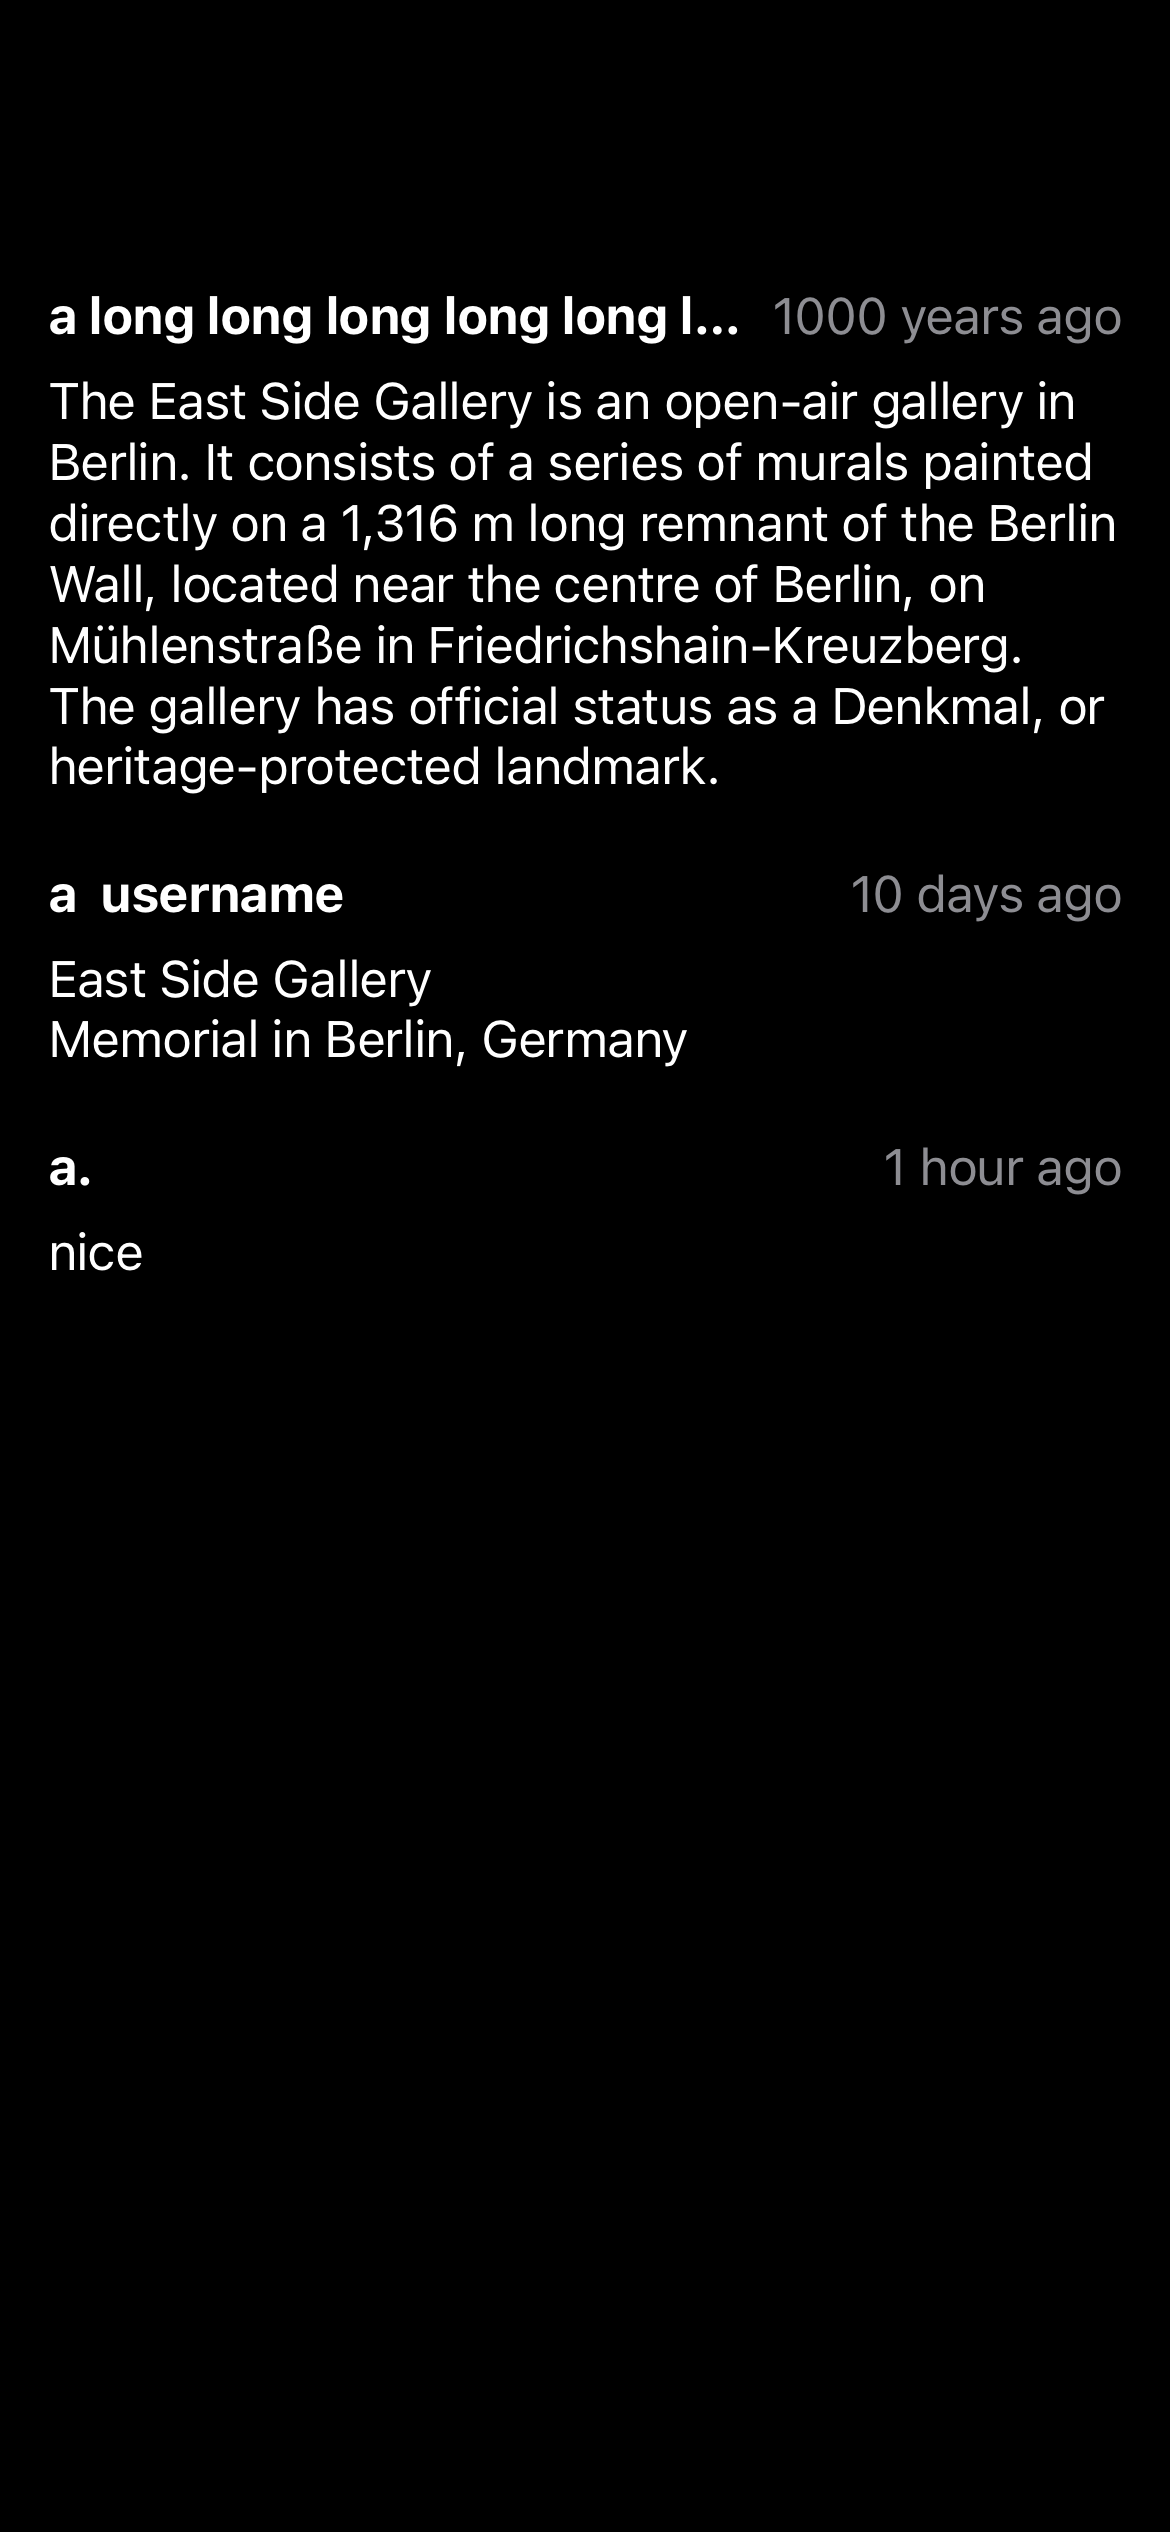 a long long long long long l... 1000 years ago
The East Side Gallery is an open-air gallery in
Berlin. It consists of a series of murals painted
directly on a 1,316 m long remnant of the Berlin
Wall, located near the centre of Berlin, on
Mühlenstraße in Friedrichshain-Kreuzberg.
The gallery has official status as a Denkmal, or
heritage-protected landmark.
a  username 10 days ago
East Side Gallery
Memorial in Berlin, Germany
a. 1 hour ago
nice